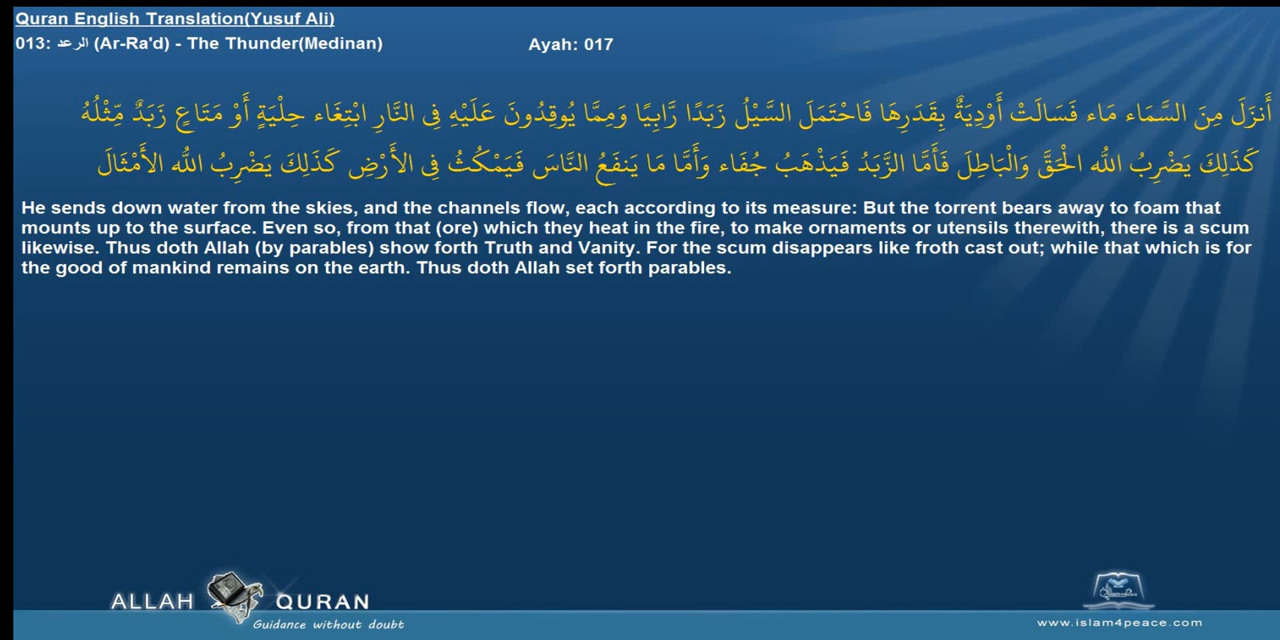 Quran English Translation(Yusuf Ali)
013: الرعد (Ar-Ra'd) - The Thunder(Medinan) Ayah: 017
أَنزَلَ مِنَ السَّمَاء مَاء فَسَالَتْ أَوْدِيَةٌ بِقَدَرِهَا فَاحْتَمَلَ السَّيْلُ زَبَدًا رَّابِيًا وَمِمَّا يُوقِدُونَ عَلَيْهِ فِي النَّارِ ابْتِغَاء حِلْيَةٍ أَوْ مَتَاعٍ زَبَدٌ مِّثْلُهُ
كَذَلِكَ يَضْرِبُ اللّهُ الْحَقَّ وَالْبَاطِلَ فَأَمَّا الزَّبَدُ فَيَذْهَبُ جُفَاء وَأَمَّا مَا يَنفَعُ النَّاسَ فَيَمْكُثُ فِي الأَرْضِ كَذَلِكَ يَضْرِبُ اللّهُ الأَمْثَالَ
He sends down water from the skies, and the channels flow, each according to its measure: But the torrent bears away to foam that
mounts up to the surface. Even so, from that (ore) which they heat in the fire, to make ornaments or utensils therewith, there is a scum
likewise. Thus doth Allah (by parables) show forth Truth and Vanity. For the scum disappears like froth cast out; while that which is for
the good of mankind remains on the earth. Thus doth Allah set forth parables.
ALLAH QURAN
Guidance without doubt
www.islam4peace.com